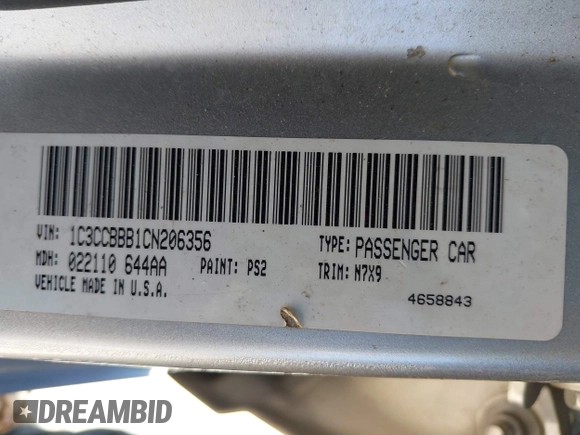 VIN: 1C3CCBBB1CN206356 TYPE: PASSENGER CAR
MDH: 022110 644AA PAINT: PS2 TRIM: N7X9
VEHICLE MADE IN U.S.A.
4658843
DREAMBID